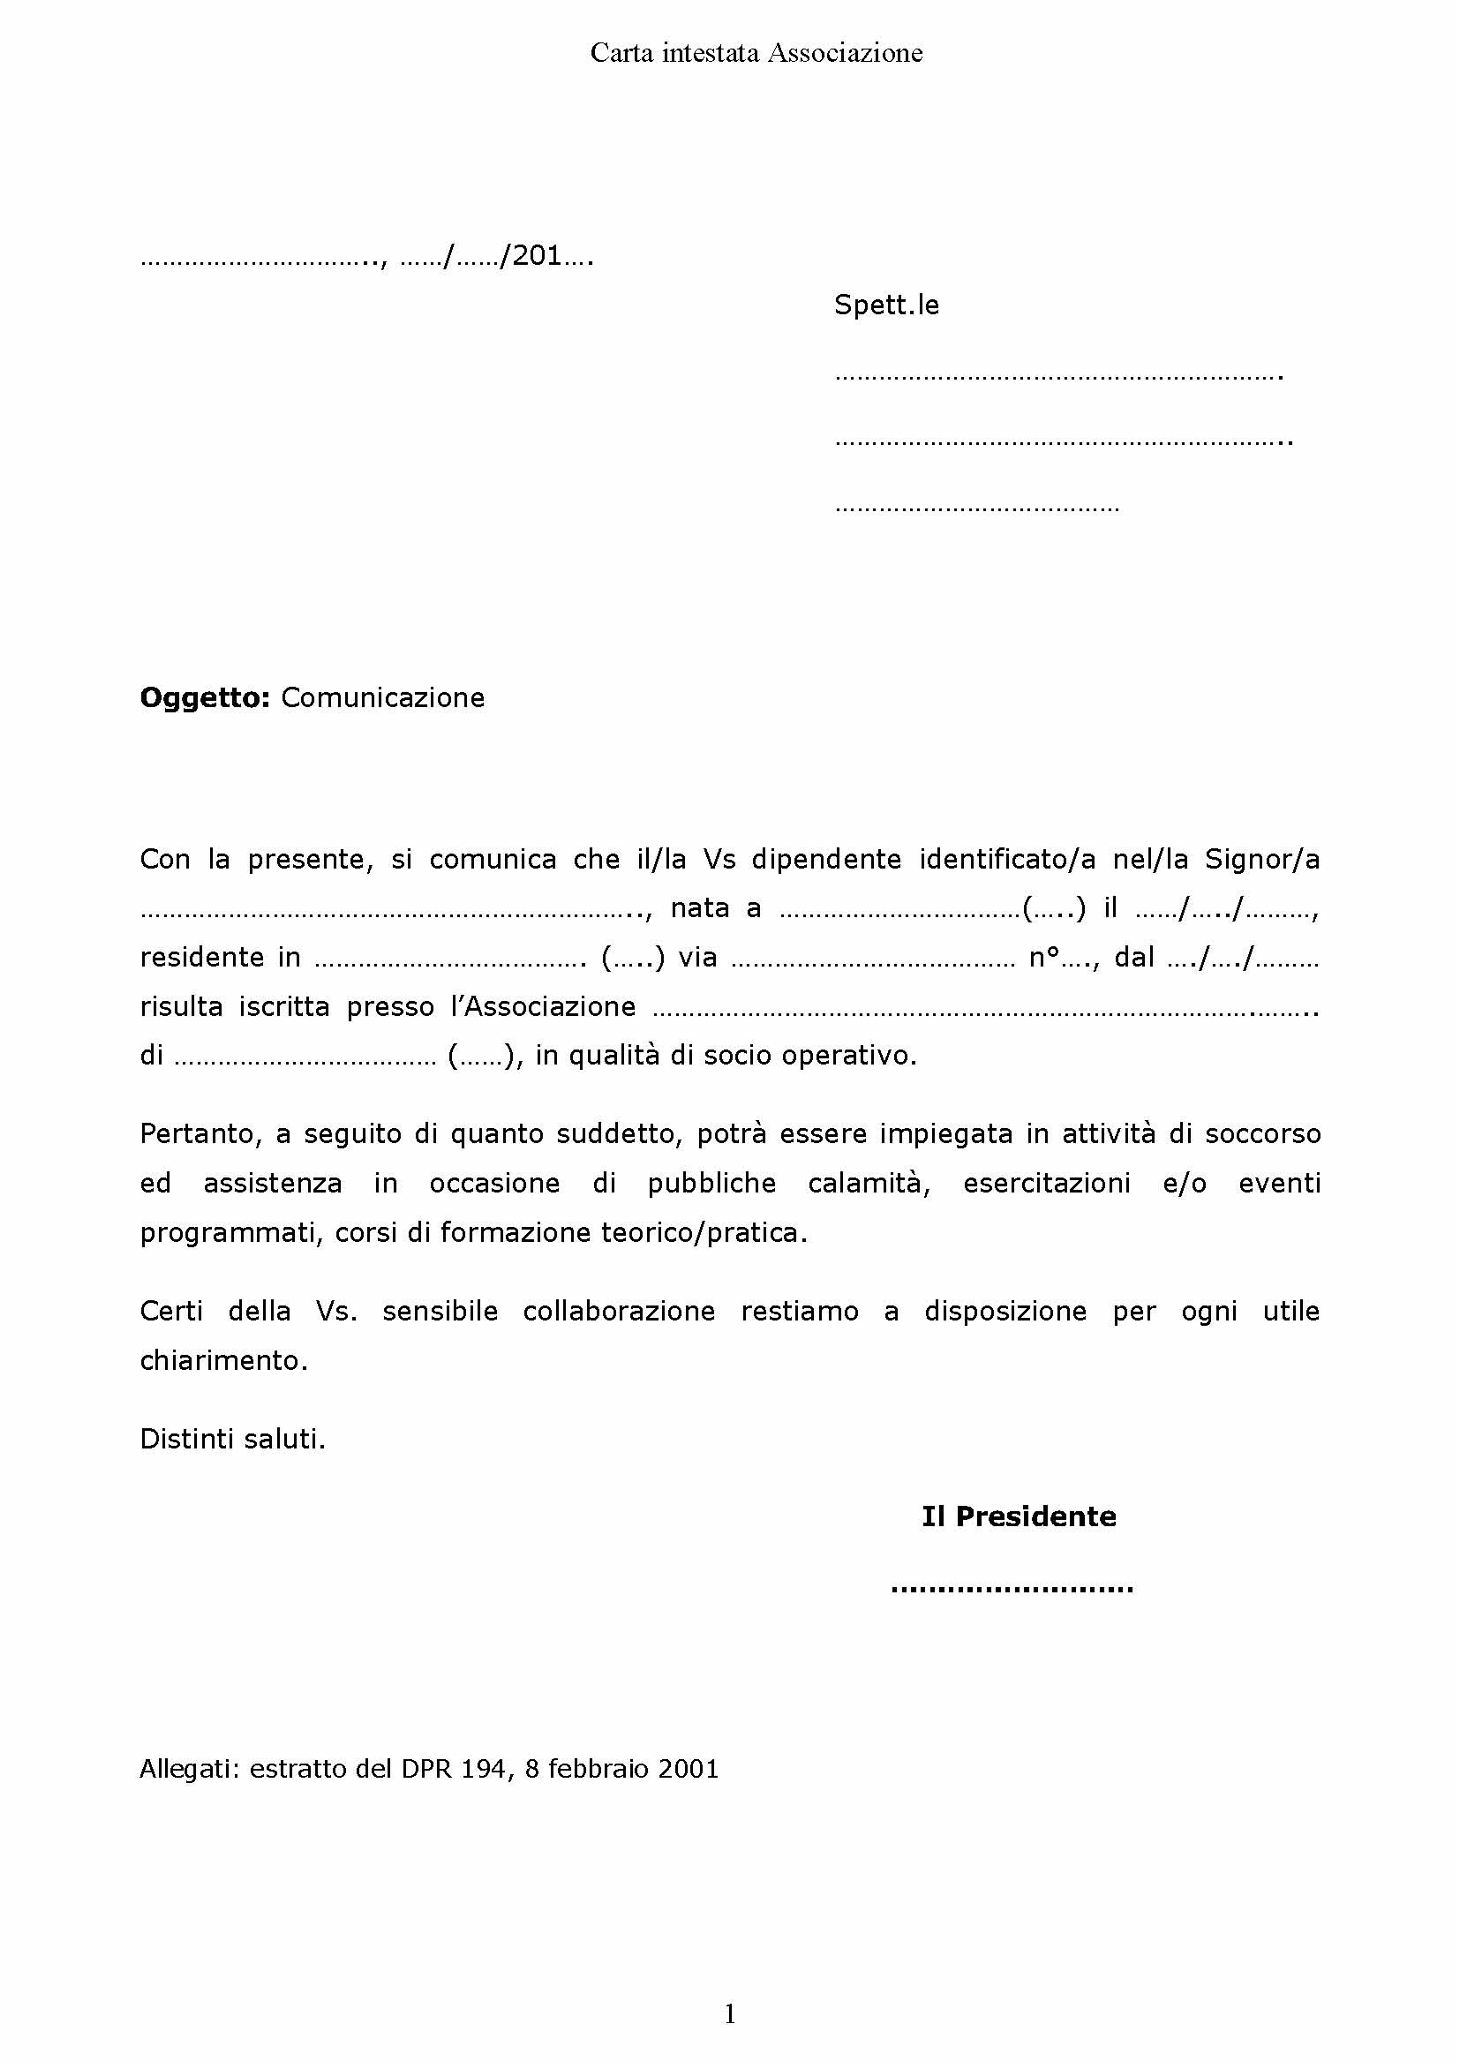 Carta intestata Associazione
…………………………..., ……/……/201….
Spett.le
…………………………………………………….
……………………………………………………..
…………………………………
Oggetto: Comunicazione
Con la presente, si comunica che il/la Vs dipendente identificato/a nel/la Signor/a
………………………………………………………….., nata a ……………………………(…..) il ……/…../………,
residente in ………………………………. (…..) via ………………………………… n°…., dal …./…./………
risulta iscritta presso l’Associazione ……………………………………………………………………….……..
di ……………………………… (……), in qualità di socio operativo.
Pertanto, a seguito di quanto suddetto, potrà essere impiegata in attività di soccorso
ed assistenza in occasione di pubbliche calamità, esercitazioni e/o eventi
programmati, corsi di formazione teorico/pratica.
Certi della Vs. sensibile collaborazione restiamo a disposizione per ogni utile
chiarimento.
Distinti saluti.
Il Presidente
……………………..
Allegati: estratto del DPR 194, 8 febbraio 2001
1